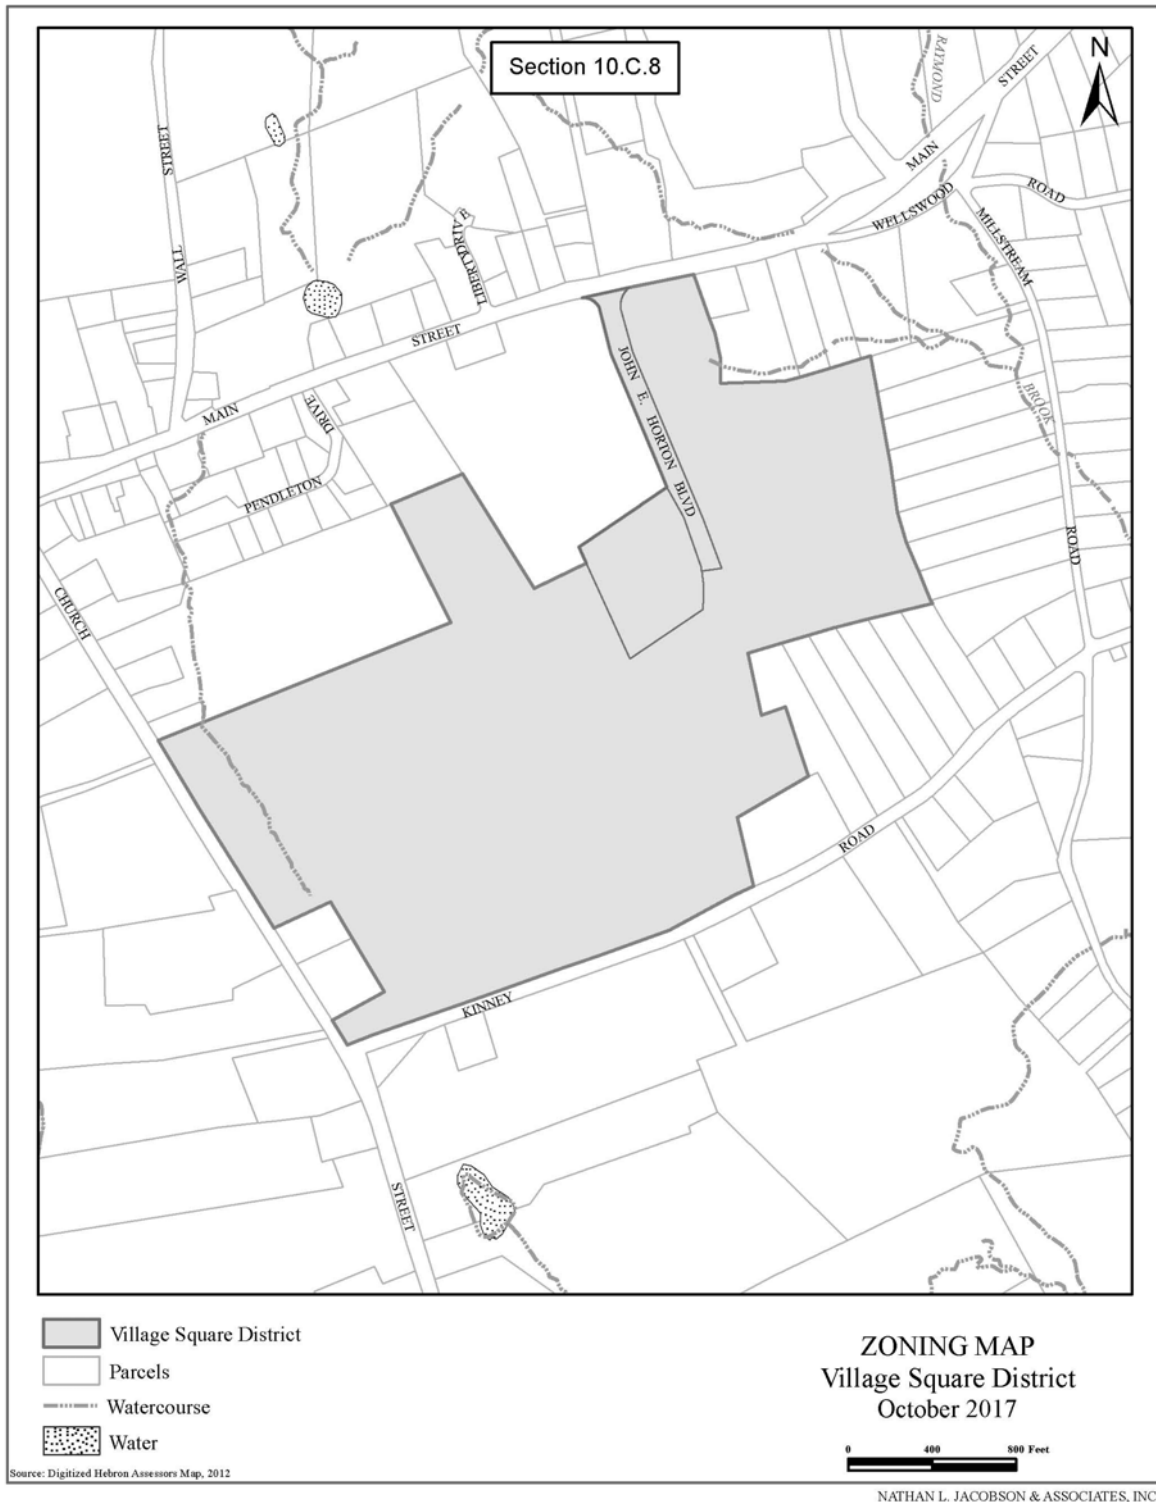 Section 10.C.8
N
RAYMOND
STREET
MAIN
STREET
WELLSWOOD
ROAD
MILLSTREAM
LIBERTY DRIVE
WALL
STREET
JOHN E. HORTON BLVD
BROOK
MAIN
DRIVE
PENDLETON
ROAD
CHURCH
ROAD
KINNEY
STREET
Village Square District
Parcels
Watercourse
Water
Source: Digitized Hebron Assessors Map, 2012
ZONING MAP
Village Square District
October 2017
0 400 800 Feet
NATHAN L. JACOBSON & ASSOCIATES, INC